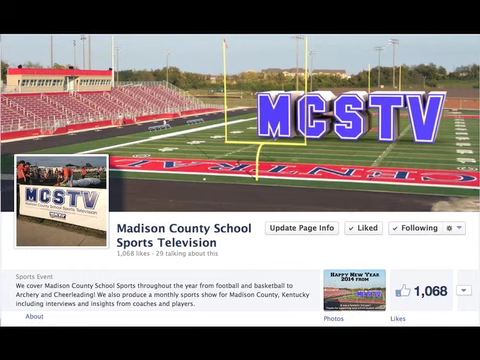 MCSTV
CENTRAL
MCSTV
Madison County School Sports Television
Madison County School
Sports Television
1,068 likes · 29 talking about this
Update Page Info
Liked
Following
Sports Event
We cover Madison County School Sports throughout the year from football and basketball to
Archery and Cheerleading! We also produce a monthly sports show for Madison County, Kentucky
including interviews and insights from coaches and players.
About
HAPPY NEW YEAR
2014 FROM
Photos
1,068
Likes